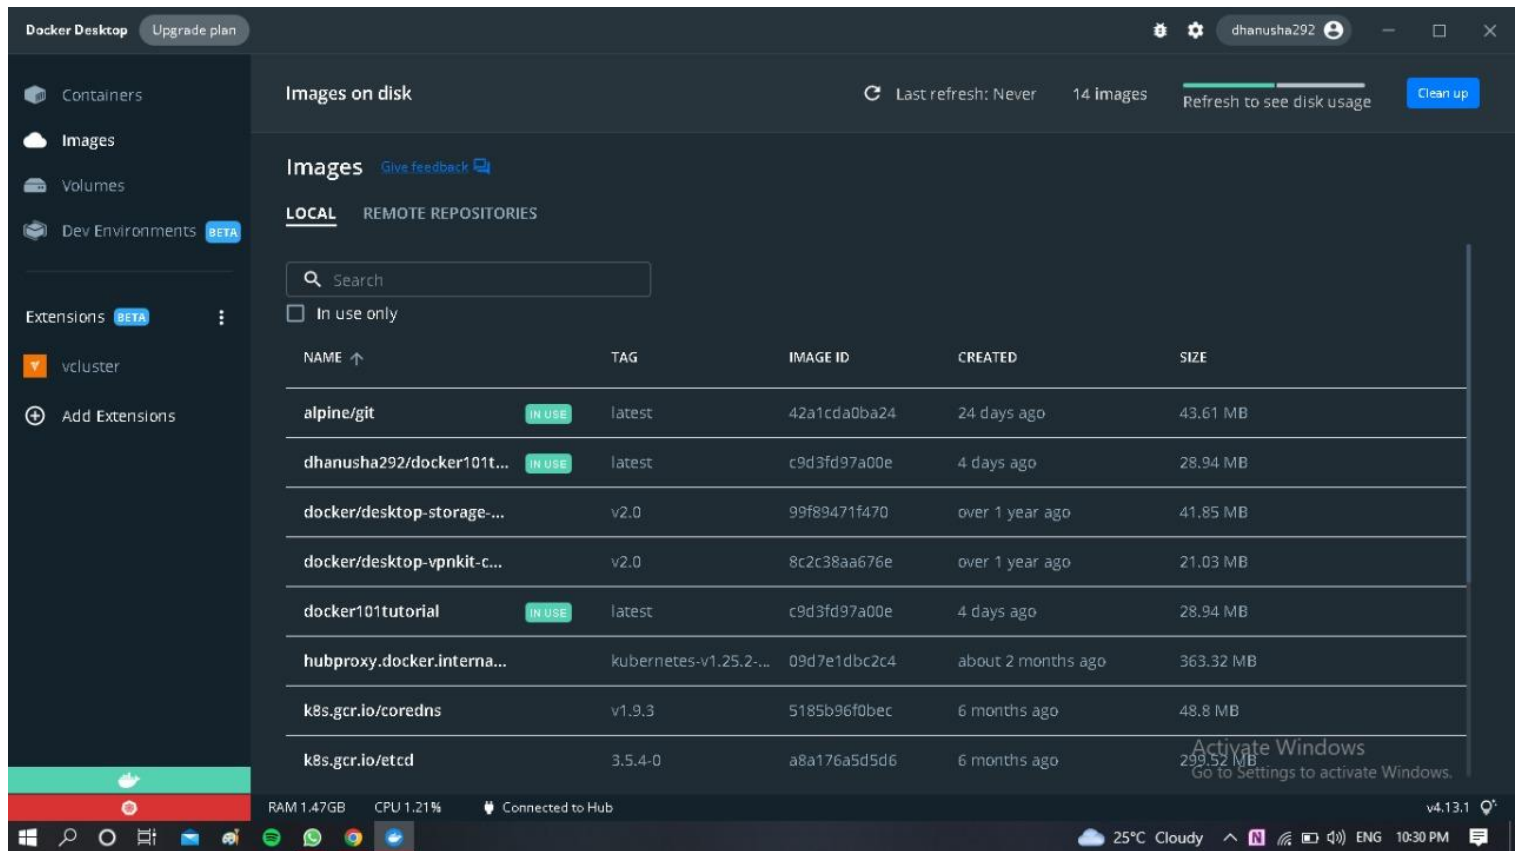 Docker Desktop Upgrade plan dhanusha292
Containers
Images
Volumes
Dev Environments BETA
Extensions BETA
vcluster
Add Extensions
Images on disk Last refresh: Never 14 images Refresh to see disk usage Clean up
Images Give feedback
LOCAL REMOTE REPOSITORIES
Search
In use only
NAME TAG IMAGE ID CREATED SIZE
alpine/git IN USE latest 42a1cda0ba24 24 days ago 43.61 MB
dhanusha292/docker101t... IN USE latest c9d3fd97a00e 4 days ago 28.94 MB
docker/desktop-storage-... v2.0 99f89471f470 over 1 year ago 41.85 MB
docker/desktop-vpnkit-c... v2.0 8c2c38aa676e over 1 year ago 21.03 MB
docker101tutorial IN USE latest c9d3fd97a00e 4 days ago 28.94 MB
hubproxy.docker.interna... kubernetes-v1.25.2-... 09d7e1dbc2c4 about 2 months ago 363.32 MB
k8s.gcr.io/coredns v1.9.3 5185b96f0bec 6 months ago 48.8 MB
k8s.gcr.io/etcd 3.5.4-0 a8a176a5d5d6 6 months ago 299.52 MB
Activate Windows
Go to Settings to activate Windows.
RAM 1.47GB CPU 1.21% Connected to Hub v4.13.1
25°C Cloudy N ENG 10:30 PM